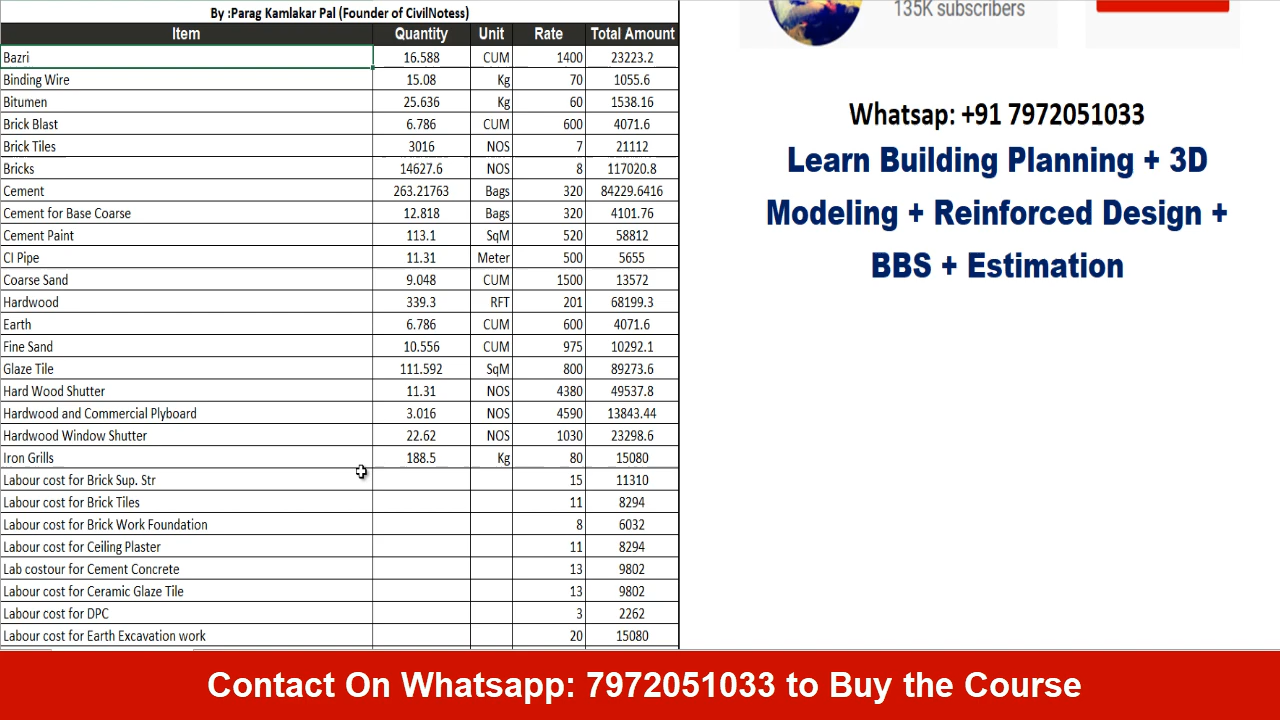 By :Parag Kamlakar Pal (Founder of CivilNotess)
Item Quantity Unit Rate Total Amount
Bazri 16.588 CUM 1400 23223.2
Binding Wire 15.08 Kg 70 1055.6
Bitumen 25.636 Kg 60 1538.16
Brick Blast 6.786 CUM 600 4071.6
Brick Tiles 3016 NOS 7 21112
Bricks 14627.6 NOS 8 117020.8
Cement 263.21763 Bags 320 84229.6416
Cement for Base Coarse 12.818 Bags 320 4101.76
Cement Paint 113.1 SqM 520 58812
CI Pipe 11.31 Meter 500 5655
Coarse Sand 9.048 CUM 1500 13572
Hardwood 339.3 RFT 201 68199.3
Earth 6.786 CUM 600 4071.6
Fine Sand 10.556 CUM 975 10292.1
Glaze Tile 111.592 SqM 800 89273.6
Hard Wood Shutter 11.31 NOS 4380 49537.8
Hardwood and Commercial Plyboard 3.016 NOS 4590 13843.44
Hardwood Window Shutter 22.62 NOS 1030 23298.6
Iron Grills 188.5 Kg 80 15080
Labour cost for Brick Sup. Str 15 11310
Labour cost for Brick Tiles 11 8294
Labour cost for Brick Work Foundation 8 6032
Labour cost for Ceiling Plaster 11 8294
Lab costour for Cement Concrete 13 9802
Labour cost for Ceramic Glaze Tile 13 9802
Labour cost for DPC 3 2262
Labour cost for Earth Excavation work 20 15080
135K subscribers
Whatsap: +91 7972051033
Learn Building Planning + 3D
Modeling + Reinforced Design +
BBS + Estimation
Contact On Whatsapp: 7972051033 to Buy the Course